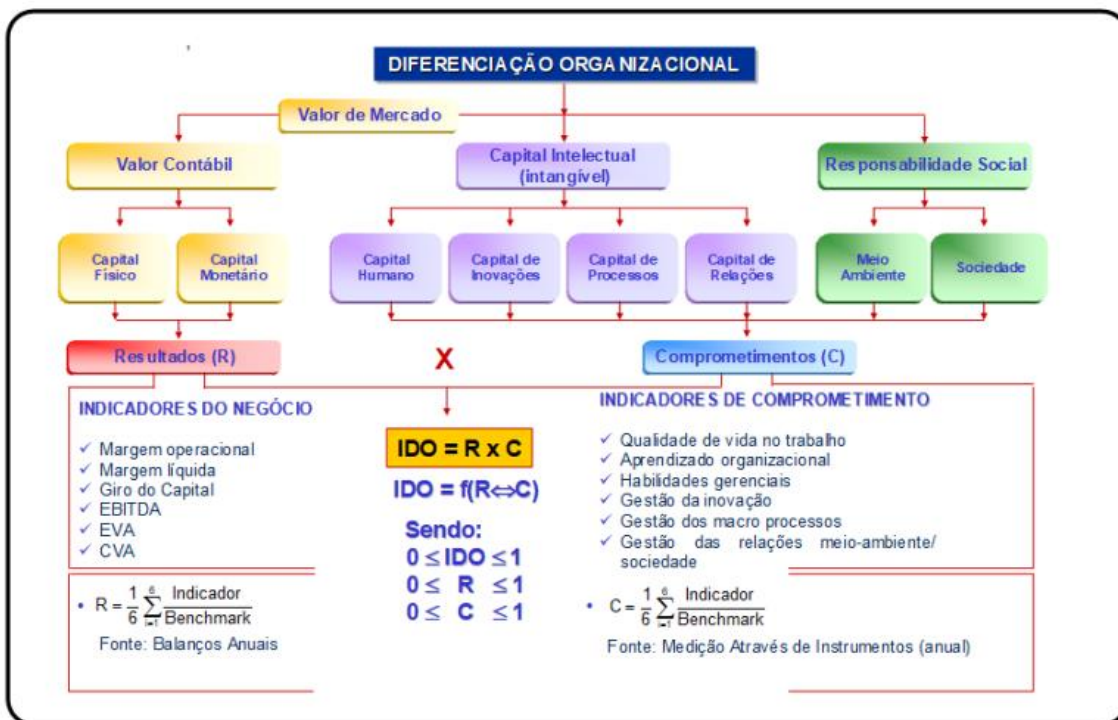 DIFERENCIAÇÃO ORGANIZACIONAL
Valor de Mercado
Valor Contábil
Capital Intelectual
(intangível)
Responsabilidade Social
Capital
Físico
Capital
Monetário
Capital
Humano
Capital de
Inovações
Capital de
Processos
Capital de
Relações
Meio
Ambiente
Sociedade
Resultados (R)
X
Comprometimentos (C)
INDICADORES DO NEGÓCIO
✓ Margem operacional
✓ Margem líquida
✓ Giro do Capital
✓ EBITDA
✓ EVA
✓ CVA
• R = 1/6 6∑i=1 Indicador/Benchmark
Fonte: Balanços Anuais
IDO = R x C
IDO = f(R⇔C)
Sendo:
0 ≤ IDO ≤ 1
0 ≤ R ≤ 1
0 ≤ C ≤ 1
INDICADORES DE COMPROMETIMENTO
✓ Qualidade de vida no trabalho
✓ Aprendizado organizacional
✓ Habilidades gerenciais
✓ Gestão da inovação
✓ Gestão dos macro processos
✓ Gestão das relações meio-ambiente/
sociedade
• C = 1/6 6∑i=1 Indicador/Benchmark
Fonte: Medição Através de Instrumentos (anual)